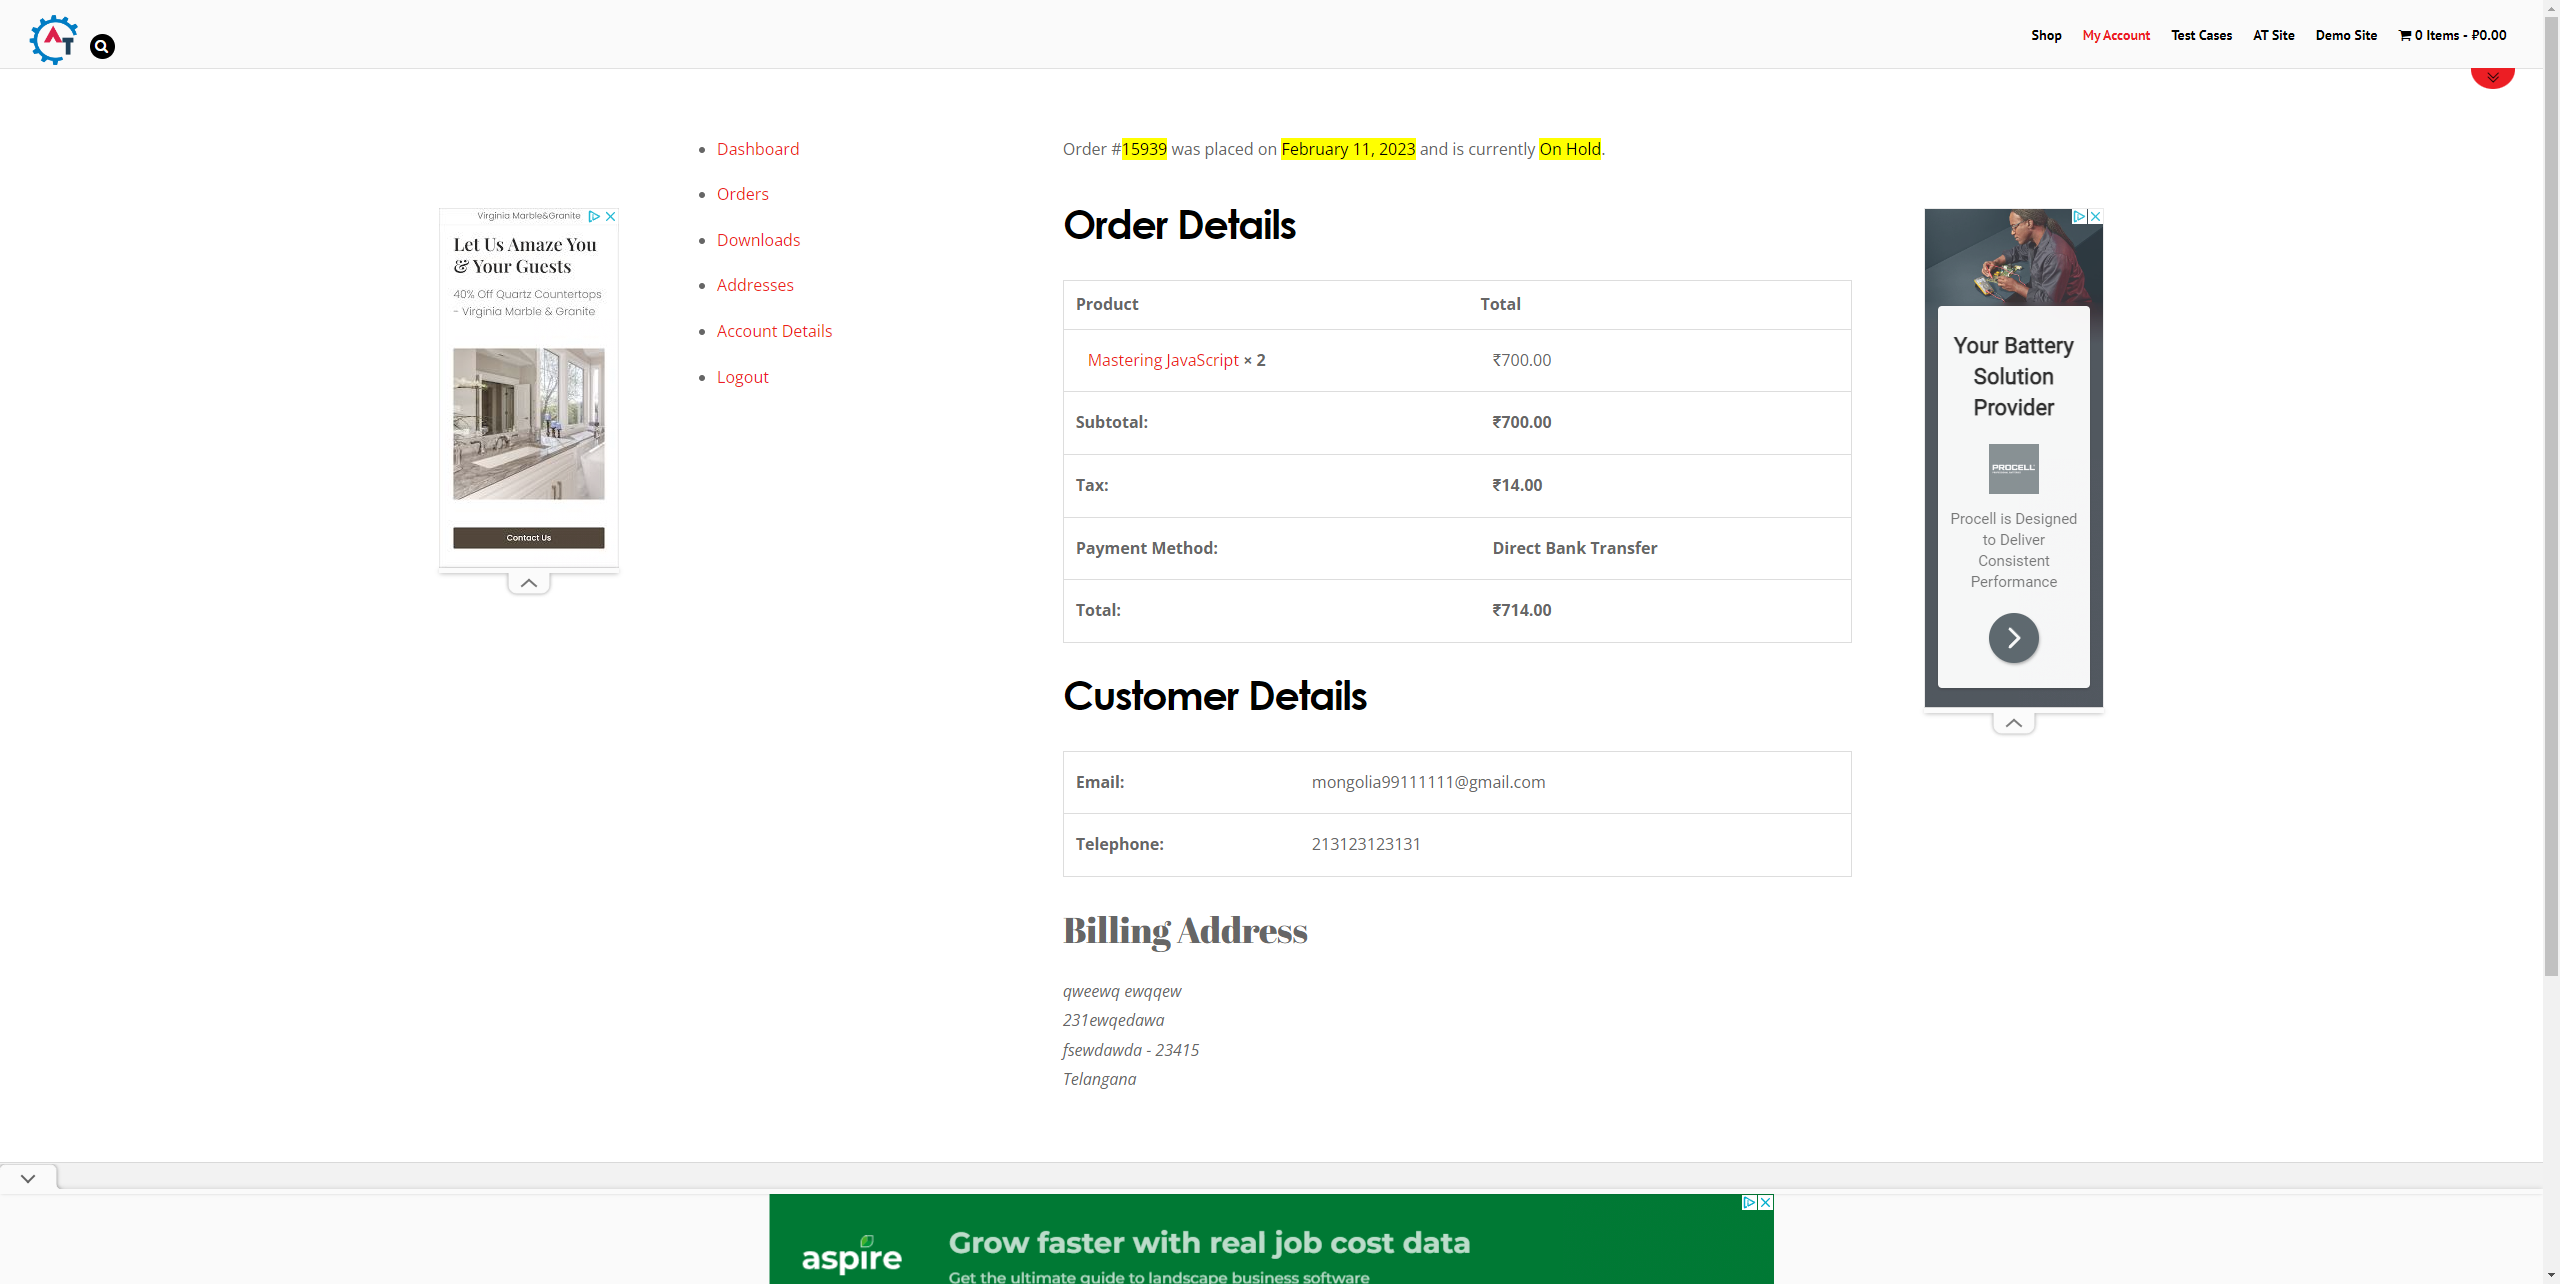 AT
Shop
My Account
Test Cases
AT Site
Demo Site
0 Items - ₽0.00
Dashboard
Orders
Downloads
Addresses
Account Details
Logout
Virginia Marble&Granite
Let Us Amaze You
& Your Guests
40% Off Quartz Countertops
- Virginia Marble & Granite
Contact Us
Order #15939 was placed on February 11, 2023 and is currently On Hold.
Order Details
Product Total
Mastering JavaScript × 2 ₹700.00
Subtotal: ₹700.00
Tax: ₹14.00
Payment Method: Direct Bank Transfer
Total: ₹714.00
Customer Details
Email: mongolia99111111@gmail.com
Telephone: 213123123131
Billing Address
qweewq ewqqew
231ewqedawa
fsewdawda - 23415
Telangana
Your Battery
Solution
Provider
PROCELL
Procell is Designed
to Deliver
Consistent
Performance
aspire
Grow faster with real job cost data
Get the ultimate guide to landscape business software